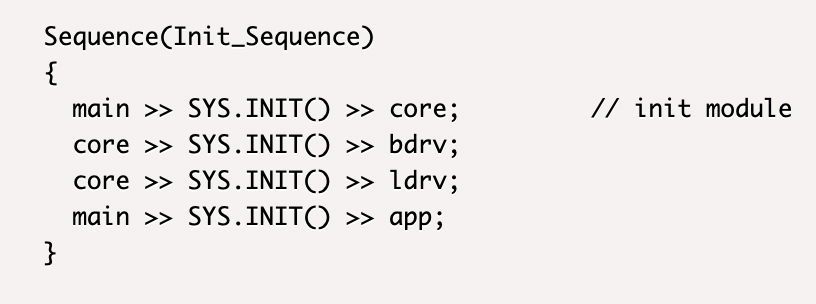 Sequence(Init_Sequence)
{
  main >> SYS.INIT() >> core;         // init module
  core >> SYS.INIT() >> bdrv;
  core >> SYS.INIT() >> ldrv;
  main >> SYS.INIT() >> app;
}